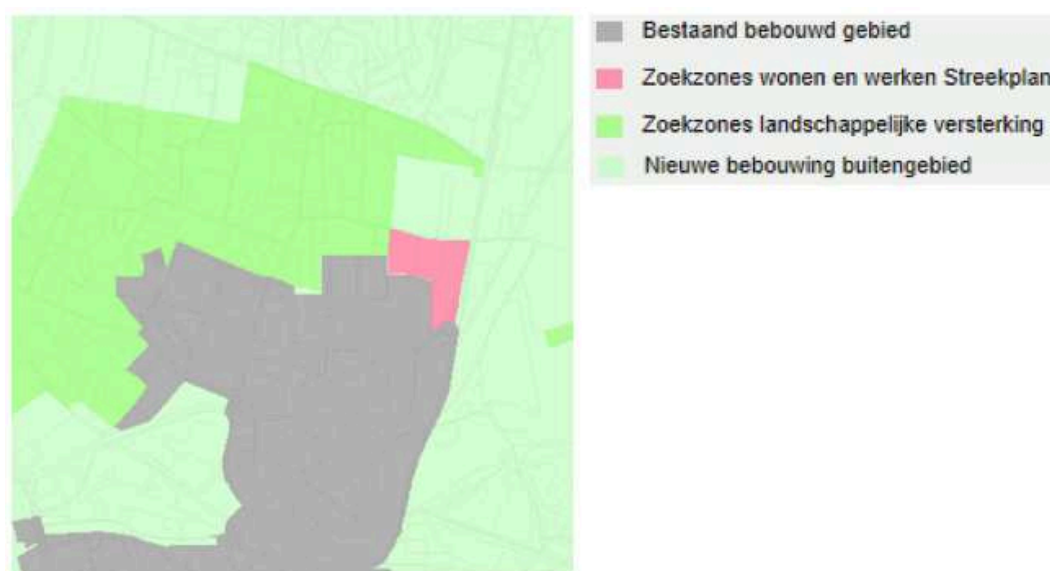 Bestaand bebouwd gebied
Zoekzones wonen en werken Streekplan
Zoekzones landschappelijke versterking
Nieuwe bebouwing buitengebied